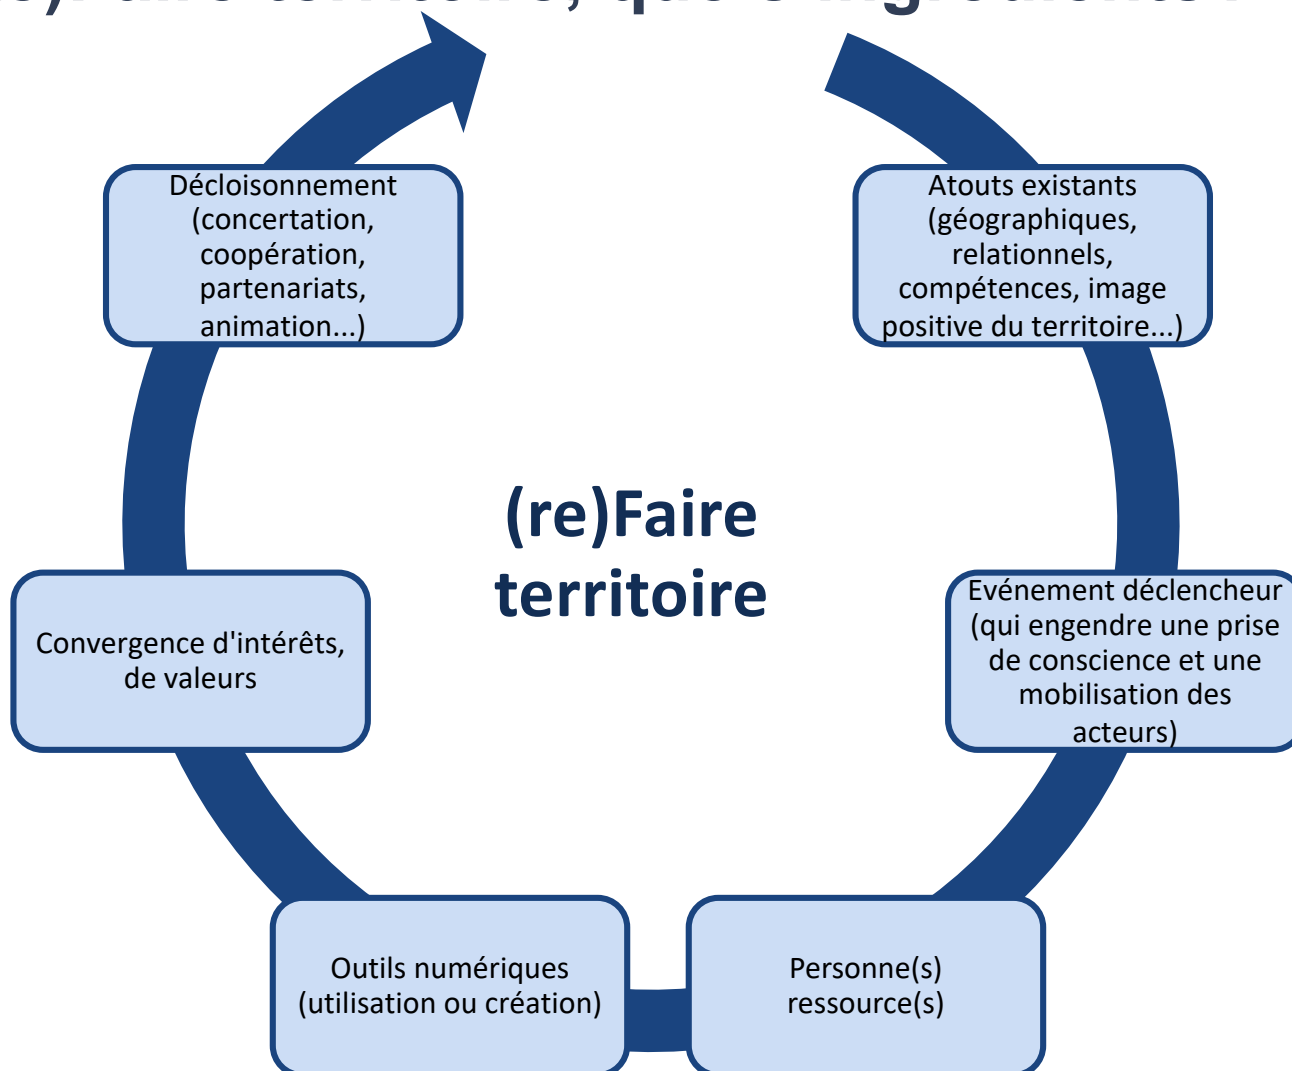 Faire territoire,
Décloisonnement
(concertation,
coopération,
partenariats,
animation...)
Atouts existants
(géographiques,
relationnels,
compétences, image
positive du territoire...)
(re)Faire
territoire
Evénement déclencheur
(qui engendre une prise
de conscience et une
mobilisation des
acteurs)
Convergence d'intérêts,
de valeurs
Personne(s)
ressource(s)
Outils numériques
(utilisation ou création)